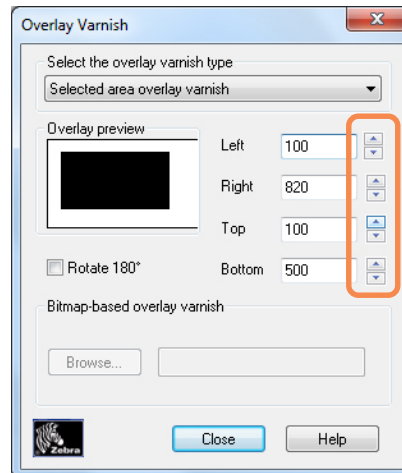 Overlay Varnish
Select the overlay varnish type
Selected area overlay varnish
Overlay preview
Left 100
Right 820
Top 100
Rotate 180° Bottom 500
Bitmap-based overlay varnish
Browse...
Zebra Close Help